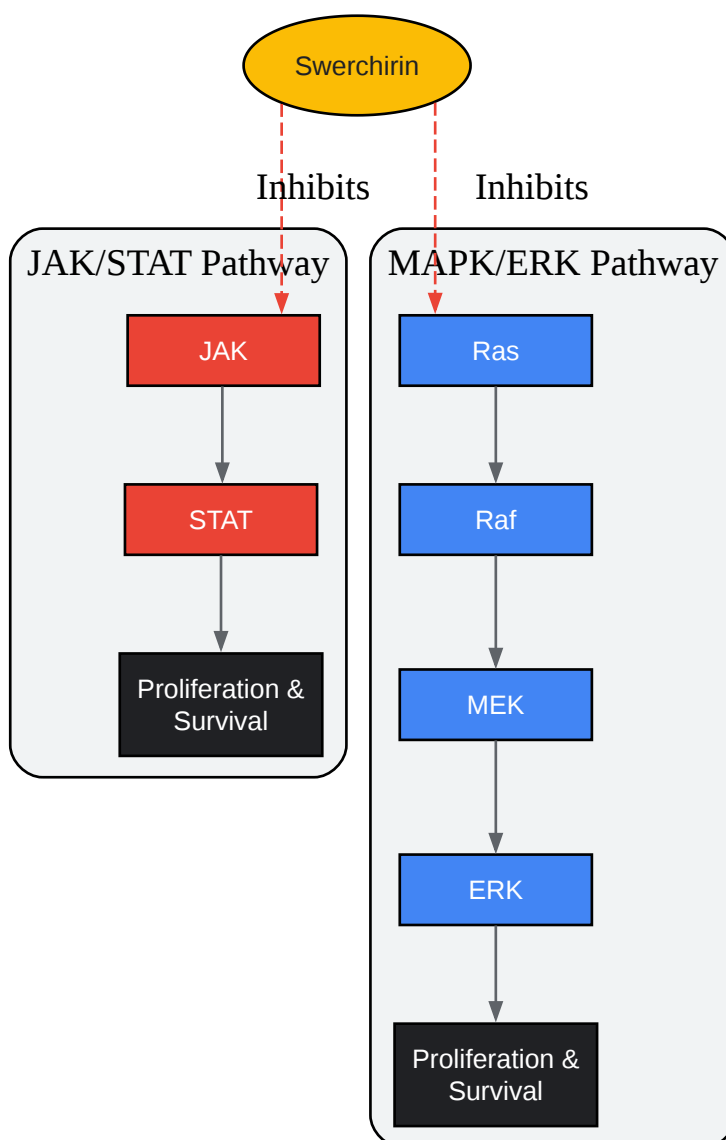 Swerchirin
Inhibits
Inhibits
JAK/STAT Pathway
JAK
STAT
Proliferation &
Survival
MAPK/ERK Pathway
Ras
Raf
MEK
ERK
Proliferation &
Survival